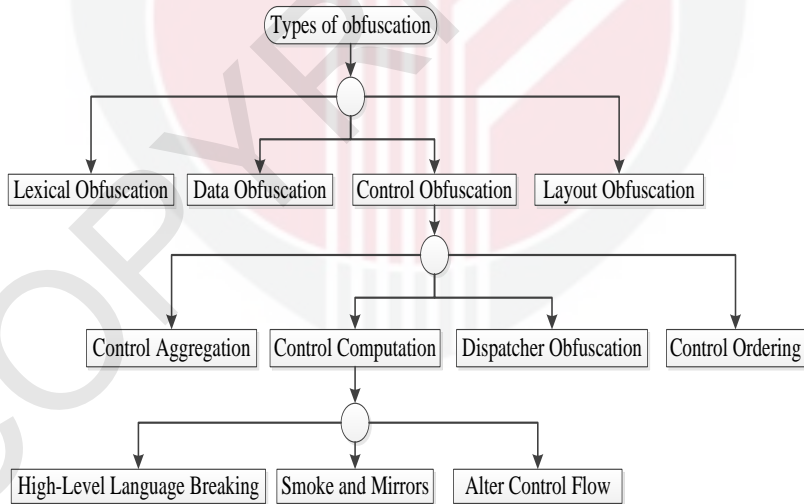 Types of obfuscation
Lexical Obfuscation
Data Obfuscation
Control Obfuscation
Layout Obfuscation
Control Aggregation
Control Computation
Dispatcher Obfuscation
Control Ordering
High-Level Language Breaking
Smoke and Mirrors
Alter Control Flow
COPYRI